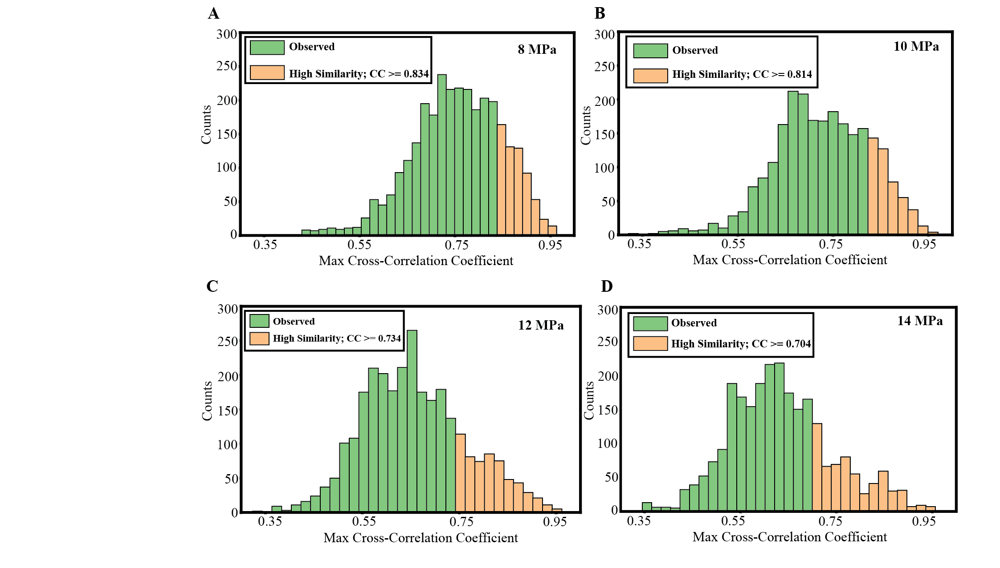 A
300
250
200
150
100
50
0
Counts
Observed
High Similarity; CC >= 0.834
8 MPa
0.35 0.55 0.75 0.95
Max Cross-Correlation Coefficient
B
300
250
200
150
100
50
0
Counts
Observed
High Similarity; CC >= 0.814
10 MPa
0.35 0.55 0.75 0.95
Max Cross-Correlation Coefficient
C
300
250
200
150
100
50
0
Counts
Observed
High Similarity; CC >= 0.734
12 MPa
0.35 0.55 0.75 0.95
Max Cross-Correlation Coefficient
D
300
250
200
150
100
50
0
Counts
Observed
High Similarity; CC >= 0.704
14 MPa
0.35 0.55 0.75 0.95
Max Cross-Correlation Coefficient